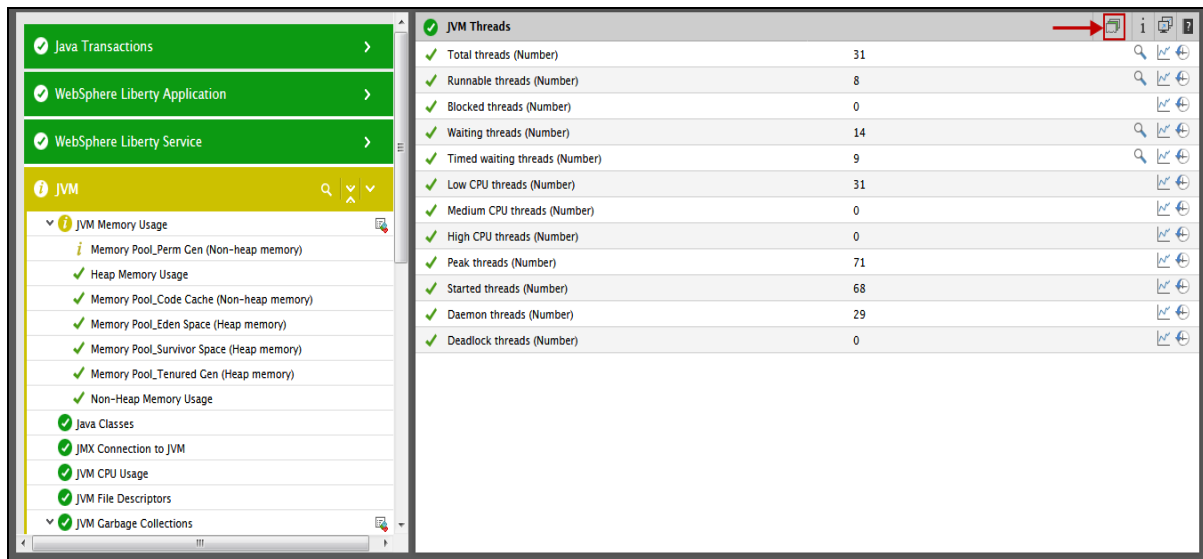 Java Transactions
WebSphere Liberty Application
WebSphere Liberty Service
JVM
JVM Memory Usage
Memory Pool_Perm Gen (Non-heap memory)
Heap Memory Usage
Memory Pool_Code Cache (Non-heap memory)
Memory Pool_Eden Space (Heap memory)
Memory Pool_Survivor Space (Heap memory)
Memory Pool_Tenured Gen (Heap memory)
Non-Heap Memory Usage
Java Classes
JMX Connection to JVM
JVM CPU Usage
JVM File Descriptors
JVM Garbage Collections
JVM Threads
Total threads (Number) 31
Runnable threads (Number) 8
Blocked threads (Number) 0
Waiting threads (Number) 14
Timed waiting threads (Number) 9
Low CPU threads (Number) 31
Medium CPU threads (Number) 0
High CPU threads (Number) 0
Peak threads (Number) 71
Started threads (Number) 68
Daemon threads (Number) 29
Deadlock threads (Number) 0